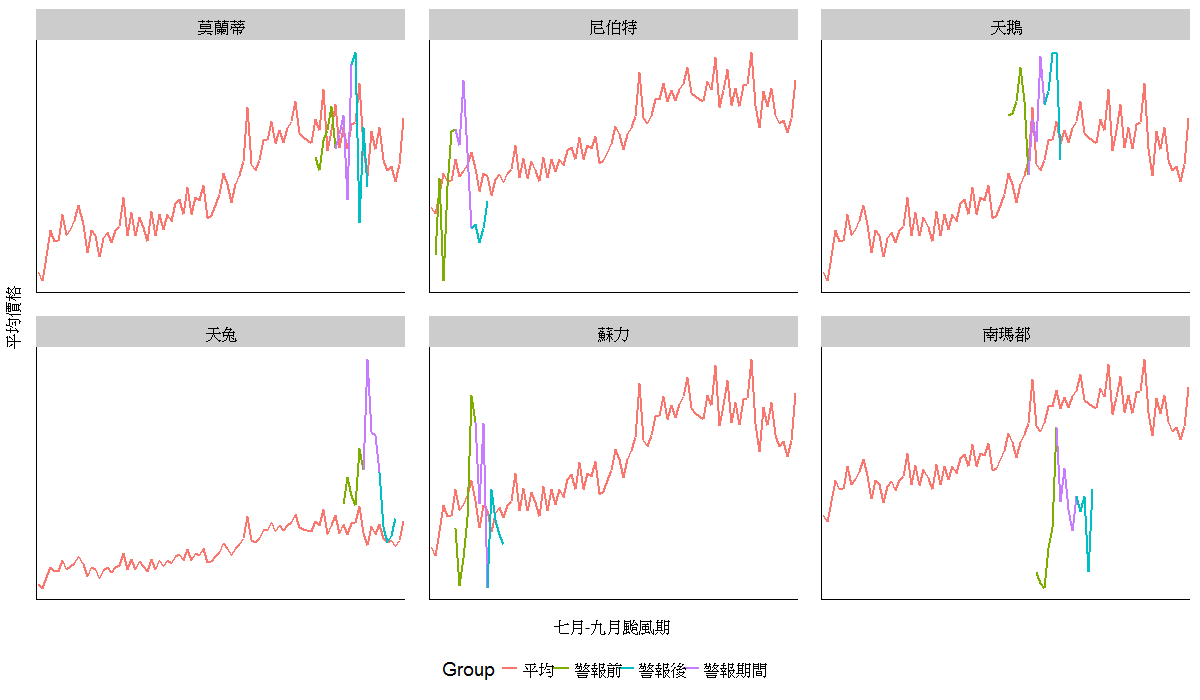 莫蘭蒂
尼伯特
天鵝
天兔
蘇力
南瑪都
平均價格
七月-九月颱風期
Group 平均 警報前 警報後 警報期間